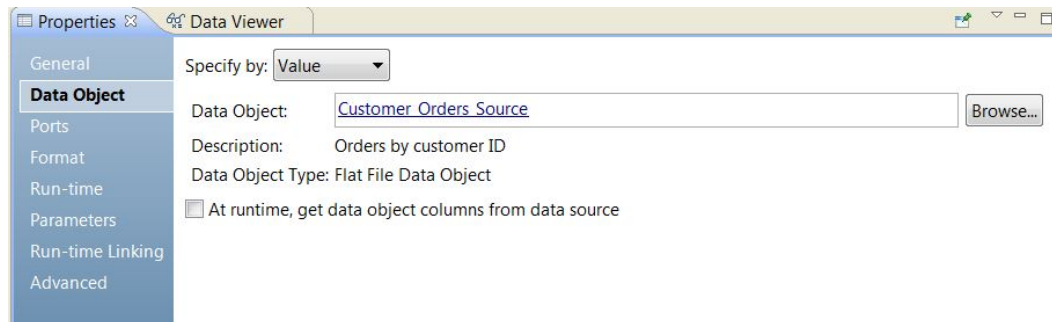 Properties Data Viewer
General
Specify by: Value
Data Object
Data Object: Customer_Orders_Source Browse...
Ports
Description: Orders by customer ID
Format
Data Object Type: Flat File Data Object
Run-time
At runtime, get data object columns from data source
Parameters
Run-time Linking
Advanced